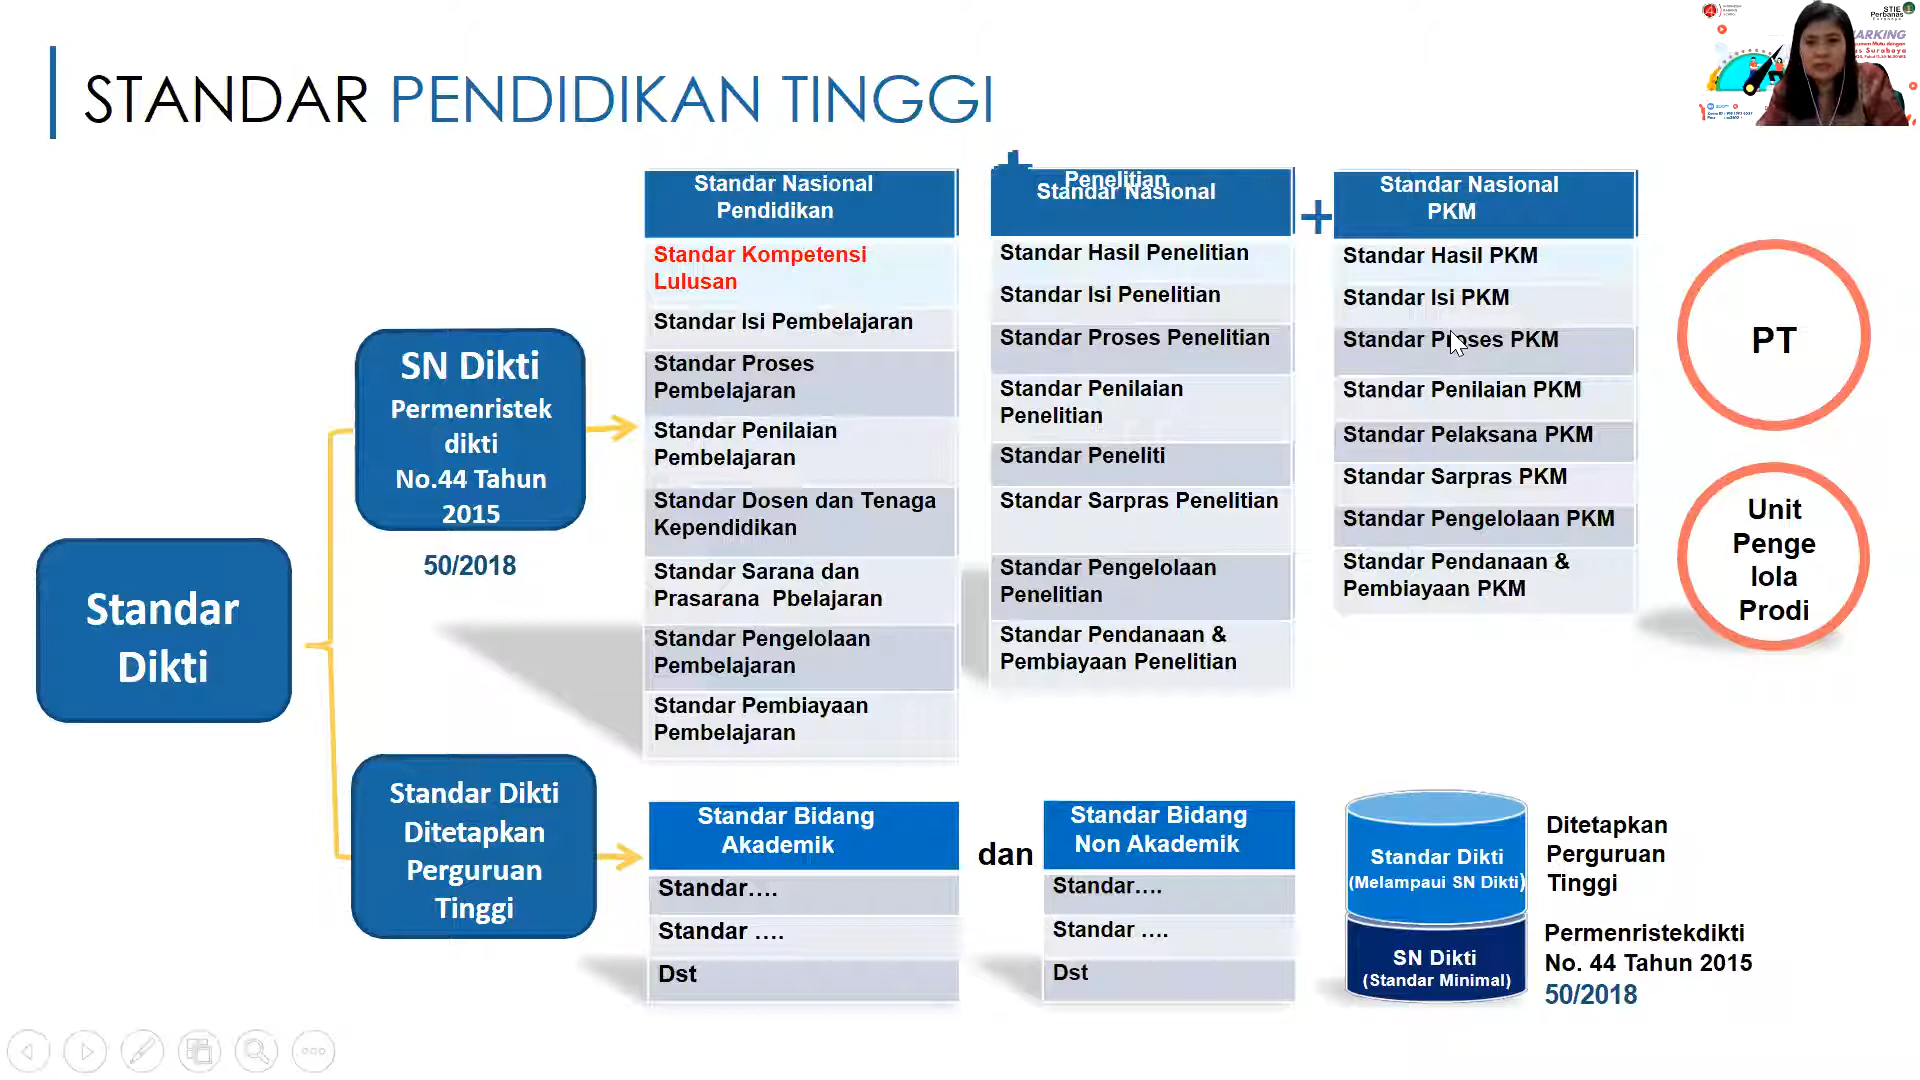 STANDAR PENDIDIKAN TINGGI
STIE
Perbanas
ARKING
Standar Dikti
SN Dikti
Permenristek
dikti
No.44 Tahun
2015
50/2018
Standar Nasional
Pendidikan
Standar Kompetensi
Lulusan
Standar Isi Pembelajaran
Standar Proses
Pembelajaran
Standar Penilaian
Pembelajaran
Standar Dosen dan Tenaga
Kependidikan
Standar Sarana dan
Prasarana Pbelajaran
Standar Pengelolaan
Pembelajaran
Standar Pembiayaan
Pembelajaran
+
Penelitian
Standar Nasional
Standar Hasil Penelitian
Standar Isi Penelitian
Standar Proses Penelitian
Standar Penilaian
Penelitian
Standar Peneliti
Standar Sarpras Penelitian
Standar Pengelolaan
Penelitian
Standar Pendanaan &
Pembiayaan Penelitian
+
Standar Nasional
PKM
Standar Hasil PKM
Standar Isi PKM
Standar Proses PKM
Standar Penilaian PKM
Standar Pelaksana PKM
Standar Sarpras PKM
Standar Pengelolaan PKM
Standar Pendanaan &
Pembiayaan PKM
PT
Unit
Penge
lola
Prodi
Standar Dikti
Ditetapkan
Perguruan
Tinggi
Standar Bidang
Akademik
Standar....
Standar ....
Dst
dan
Standar Bidang
Non Akademik
Standar....
Standar ....
Dst
Standar Dikti
(Melampaui SN Dikti)
SN Dikti
(Standar Minimal)
Ditetapkan
Perguruan
Tinggi
Permenristekdikti
No. 44 Tahun 2015
50/2018